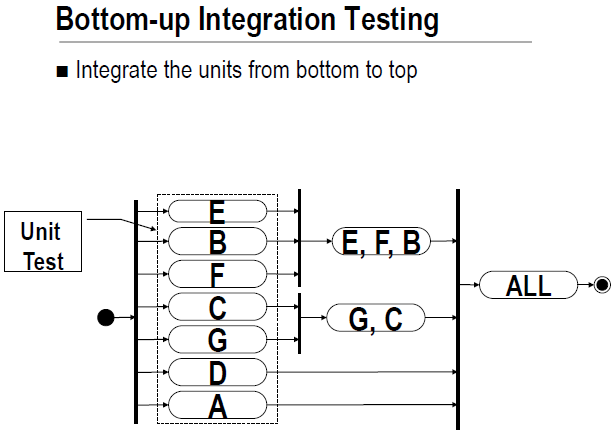 Bottom-up Integration Testing
■ Integrate the units from bottom to top
Unit
Test
E
B
F
C
G
D
A
E, F, B
G, C
ALL